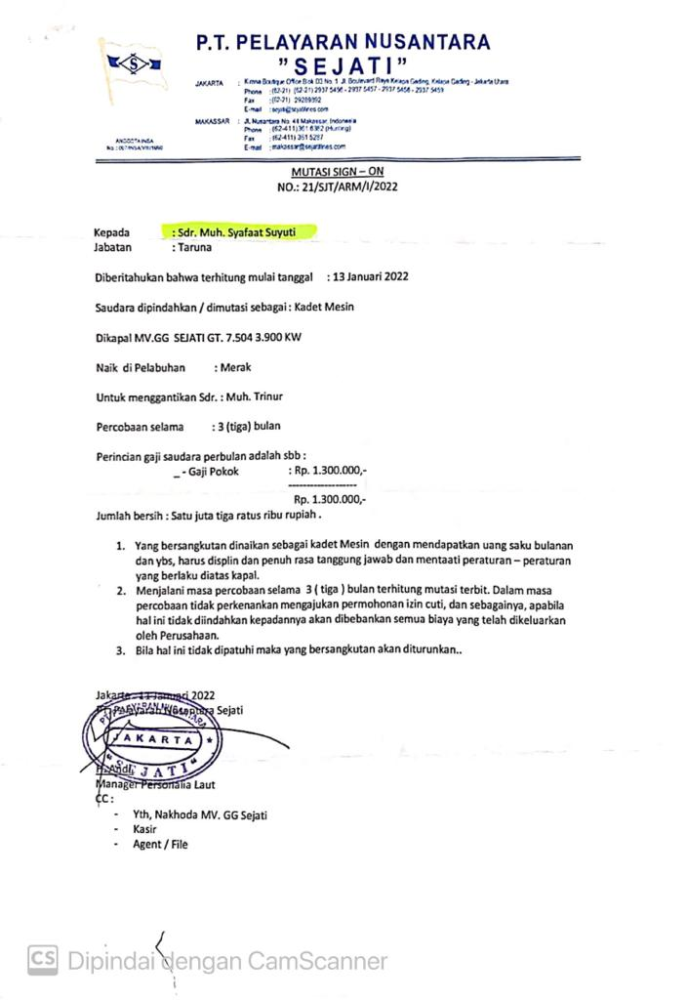 S
P.T. PELAYARAN NUSANTARA
"SEJATI"
JAKARTA : Kirana Boutique Office Blok D3 No. 1 Jl. Boulevard Raya Kelapa Gading, Kelapa Gading - Jakarta Utara
Phone : (62-21) (62-21) 2937 5456 - 2937 5457 - 2937 5458 - 2937 5459
Fax : (62-21) 29289892
E-mail : sejati@sejatilines.com
MAKASSAR : Jl. Nusantara No. 44 Makassar, Indonesia
Phone : (62-411) 361 6362 (Hunting)
Fax : (62-411) 361 5287
E-mail : makassar@sejatilines.com
ANGGOTA INSA
MUTASI SIGN – ON
NO.: 21/SJT/ARM/I/2022
Kepada : Sdr. Muh. Syafaat Suyuti
Jabatan : Taruna
Diberitahukan bahwa terhitung mulai tanggal : 13 Januari 2022
Saudara dipindahkan / dimutasi sebagai : Kadet Mesin
Dikapal MV.GG SEJATI GT. 7.504 3.900 KW
Naik di Pelabuhan : Merak
Untuk menggantikan Sdr. : Muh. Trinur
Percobaan selama : 3 (tiga) bulan
Perincian gaji saudara perbulan adalah sbb :
_ - Gaji Pokok : Rp. 1.300.000,-
-------------------
Rp. 1.300.000,-
Jumlah bersih : Satu juta tiga ratus ribu rupiah .
1. Yang bersangkutan dinaikan sebagai kadet Mesin dengan mendapatkan uang saku bulanan
dan ybs, harus displin dan penuh rasa tanggung jawab dan mentaati peraturan – peraturan
yang berlaku diatas kapal.
2. Menjalani masa percobaan selama 3 ( tiga ) bulan terhitung mutasi terbit. Dalam masa
percobaan tidak perkenankan mengajukan permohonan izin cuti, dan sebagainya, apabila
hal ini tidak diindahkan kepadannya akan dibebankan semua biaya yang telah dikeluarkan
oleh Perusahaan.
3. Bila hal ini tidak dipatuhi maka yang bersangkutan akan diturunkan..
Jakarta, 11 Januari 2022
PT. Pelayaran Nusantara Sejati
PT. PELAYARAN NUSANTARA
JAKARTA
"SEJATI"
H. Andi
Manager Personalia Laut
CC :
- Yth, Nakhoda MV. GG Sejati
- Kasir
- Agent / File
CS Dipindai dengan CamScanner